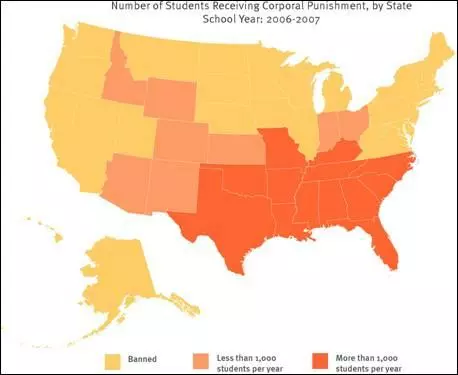 Number of Students Receiving Corporal Punishment, by State
School Year: 2006-2007
Banned
Less than 1,000
students per year
More than 1,000
students per year